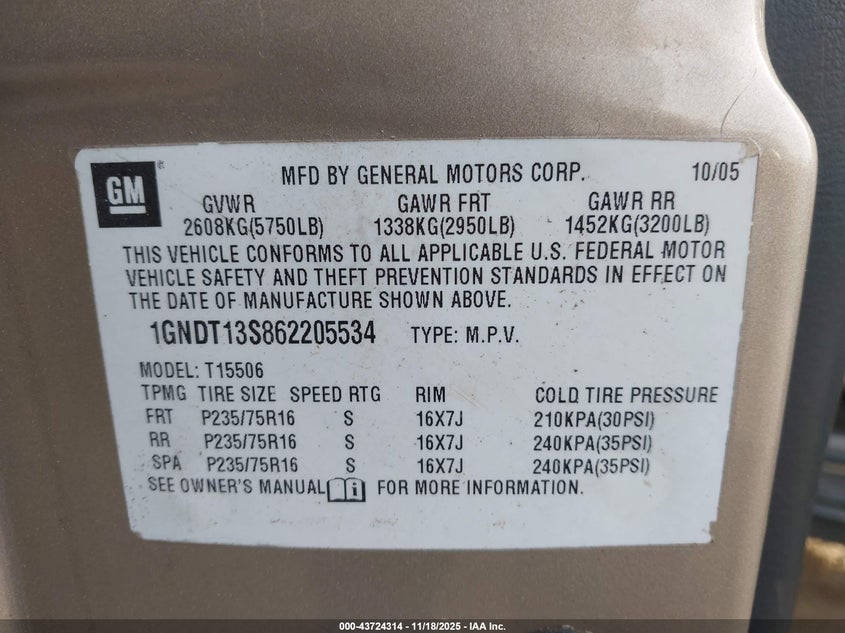 GM
MFD BY GENERAL MOTORS CORP. 10/05
GVWR GAWR FRT GAWR RR
2608KG(5750LB) 1338KG(2950LB) 1452KG(3200LB)
THIS VEHICLE CONFORMS TO ALL APPLICABLE U.S. FEDERAL MOTOR
VEHICLE SAFETY AND THEFT PREVENTION STANDARDS IN EFFECT ON
THE DATE OF MANUFACTURE SHOWN ABOVE.
1GNDT13S862205534 TYPE: M.P.V.
MODEL: T15506
TPMG TIRE SIZE SPEED RTG RIM COLD TIRE PRESSURE
FRT P235/75R16 S 16X7J 210KPA(30PSI)
RR P235/75R16 S 16X7J 240KPA(35PSI)
SPA P235/75R16 S 16X7J 240KPA(35PSI)
SEE OWNER'S MANUAL i FOR MORE INFORMATION.
000-43724314 - 11/18/2025 - IAA Inc.